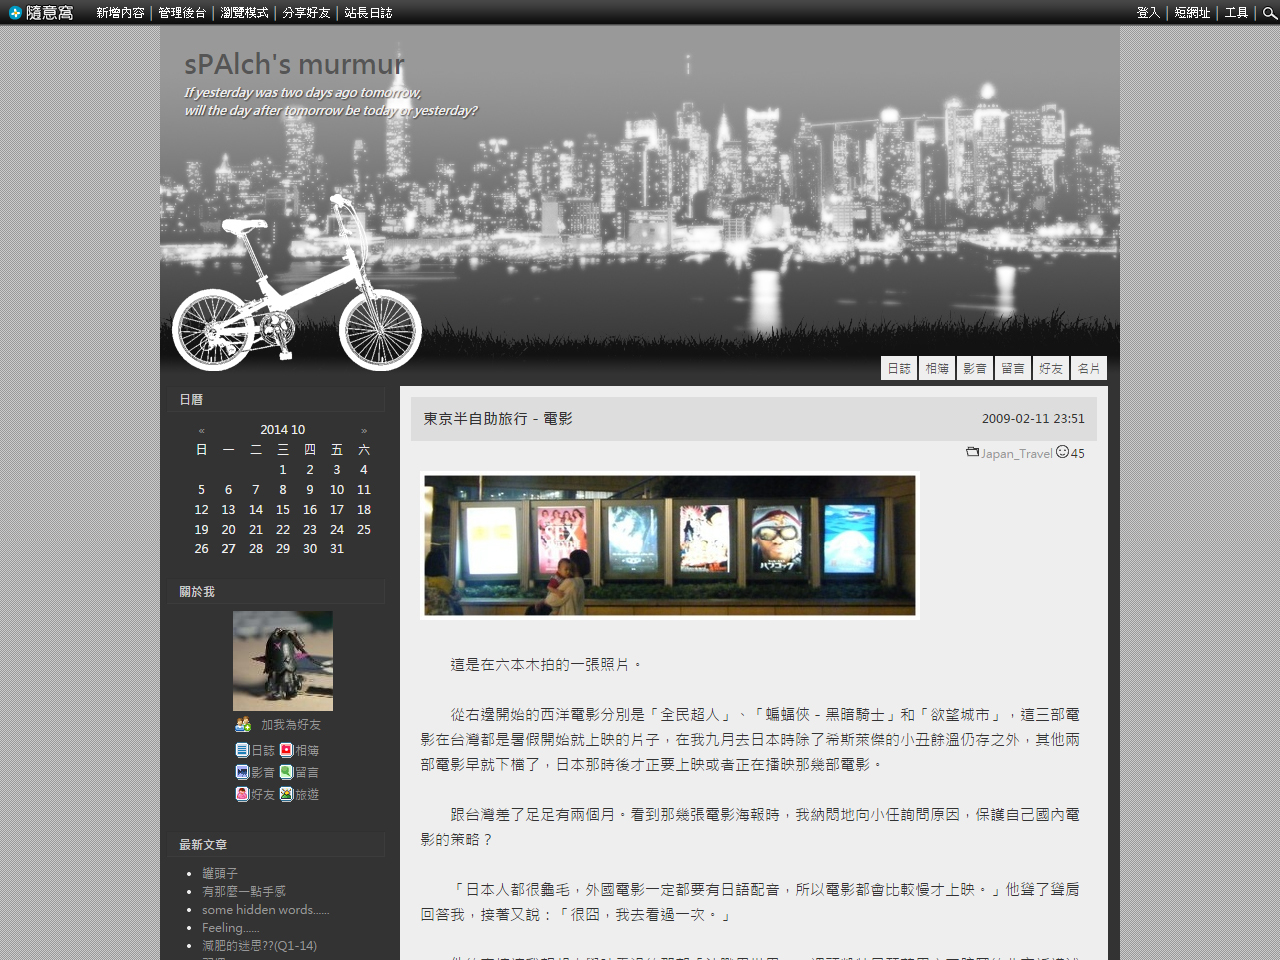 隨意窩 新增內容 管理後台 瀏覽模式 分享好友 站長日誌 登入 短網址 工具
sPAlch's murmur
If yesterday was two days ago tomorrow,
will the day after tomorrow be today or yesterday?
日誌 相簿 影音 留言 好友 名片
日曆
« 2014 10 »
日 一 二 三 四 五 六
1 2 3 4
5 6 7 8 9 10 11
12 13 14 15 16 17 18
19 20 21 22 23 24 25
26 27 28 29 30 31
關於我
加我為好友
日誌 相簿
影音 留言
好友 旅遊
最新文章
罐頭子
有那麼一點手感
some hidden words......
Feeling......
減肥的迷思??(Q1-14)
東京半自助旅行 - 電影 2009-02-11 23:51
Japan_Travel 45
SEX
ハンコック
這是在六本木拍的一張照片。
從右邊開始的西洋電影分別是「全民超人」、「蝙蝠俠 - 黑暗騎士」和「欲望城市」，這三部電
影在台灣都是暑假開始就上映的片子，在我九月去日本時除了希斯萊傑的小丑餘溫仍存之外，其他兩
部電影早就下檔了，日本那時後才正要上映或者正在播映那幾部電影。
跟台灣差了足足有兩個月。看到那幾張電影海報時，我納悶地向小任詢問原因，保護自己國內電
影的策略？
「日本人都很龜毛，外國電影一定都要有日語配音，所以電影都會比較慢才上映。」他聳了聳肩
回答我，接著又說：「很囧，我去看過一次。」